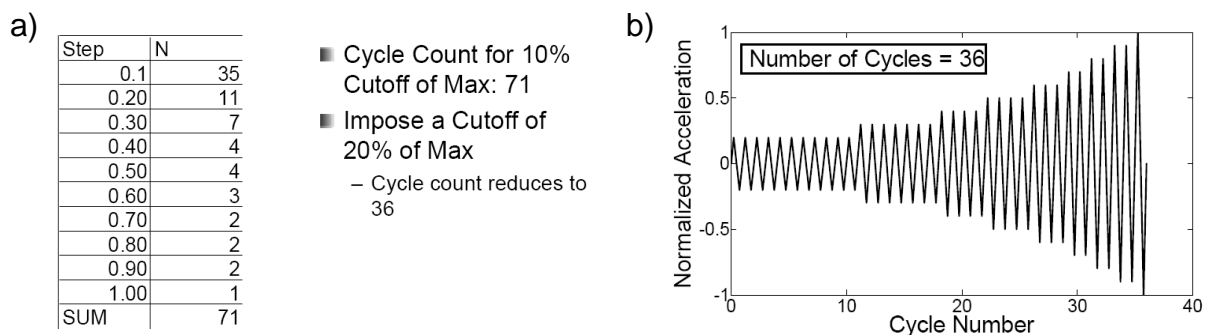 a)
Step N
0.1 35
0.20 11
0.30 7
0.40 4
0.50 4
0.60 3
0.70 2
0.80 2
0.90 2
1.00 1
SUM 71
Cycle Count for 10%
Cutoff of Max: 71
Impose a Cutoff of
20% of Max
– Cycle count reduces to
36
b)
Number of Cycles = 36
Normalized Acceleration
1
0.5
0
-0.5
-1
0 10 20 30 40
Cycle Number